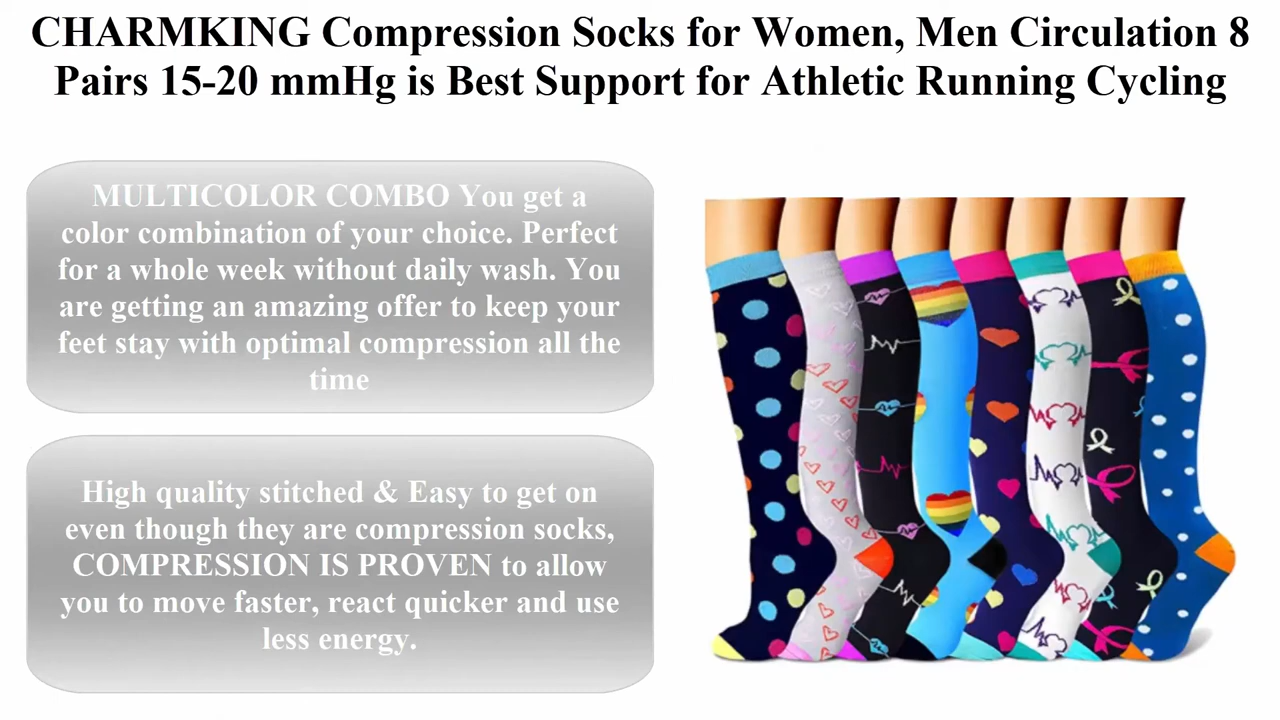 CHARMKING Compression Socks for Women, Men Circulation 8
Pairs 15-20 mmHg is Best Support for Athletic Running Cycling
MULTICOLOR COMBO You get a
color combination of your choice. Perfect
for a whole week without daily wash. You
are getting an amazing offer to keep your
feet stay with optimal compression all the
time
High quality stitched & Easy to get on
even though they are compression socks,
COMPRESSION IS PROVEN to allow
you to move faster, react quicker and use
less energy.